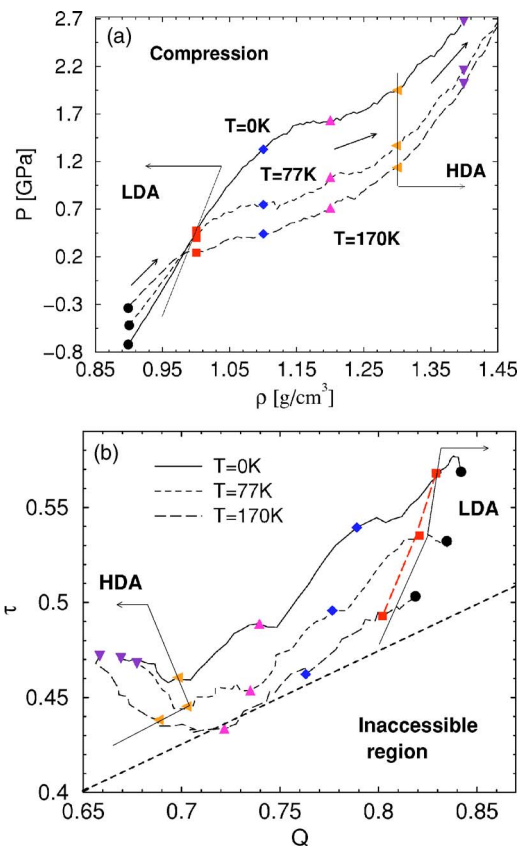 (a)
Compression
T=0K
T=77K
T=170K
LDA
HDA
P [GPa]
2.7
2.2
1.7
1.2
0.7
0.2
−0.3
−0.8
0.85 0.95 1.05 1.15 1.25 1.35 1.45
ρ [g/cm³]
(b)
T=0K
T=77K
T=170K
LDA
HDA
Inaccessible
region
τ
0.55
0.5
0.45
0.4
0.65 0.7 0.75 0.8 0.85
Q